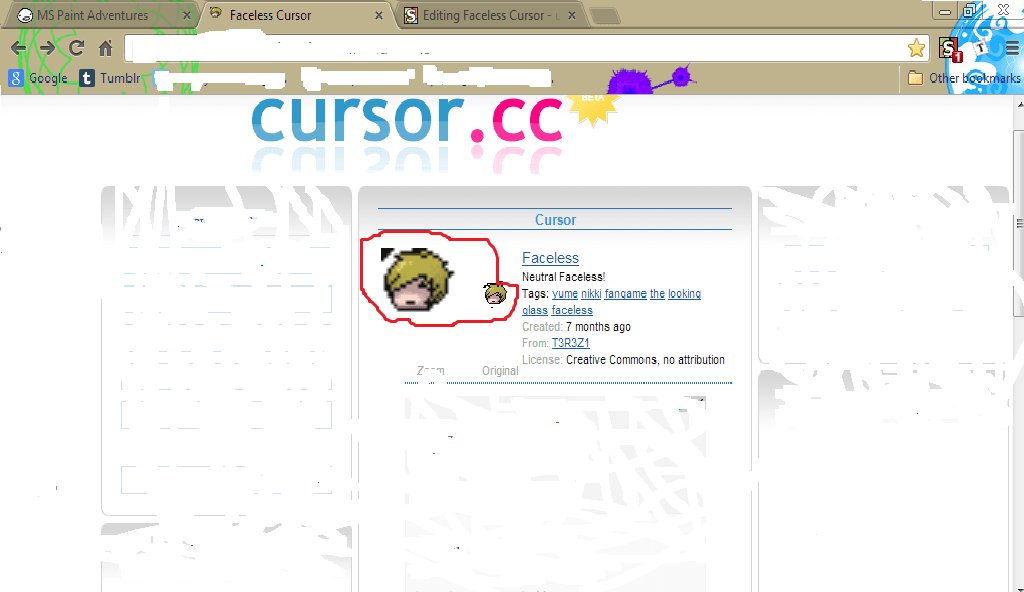 MS Paint Adventures
Faceless Cursor
Editing Faceless Cursor -
S 1 T
8 Google
t Tumblr
Other bookmarks
cursor.cc
BETA
Cursor
Faceless
Neutral Faceless!
Tags: yume nikki fangame the looking
glass faceless
Created: 7 months ago
From: T3R3Z1
License: Creative Commons, no attribution
Zoom Original